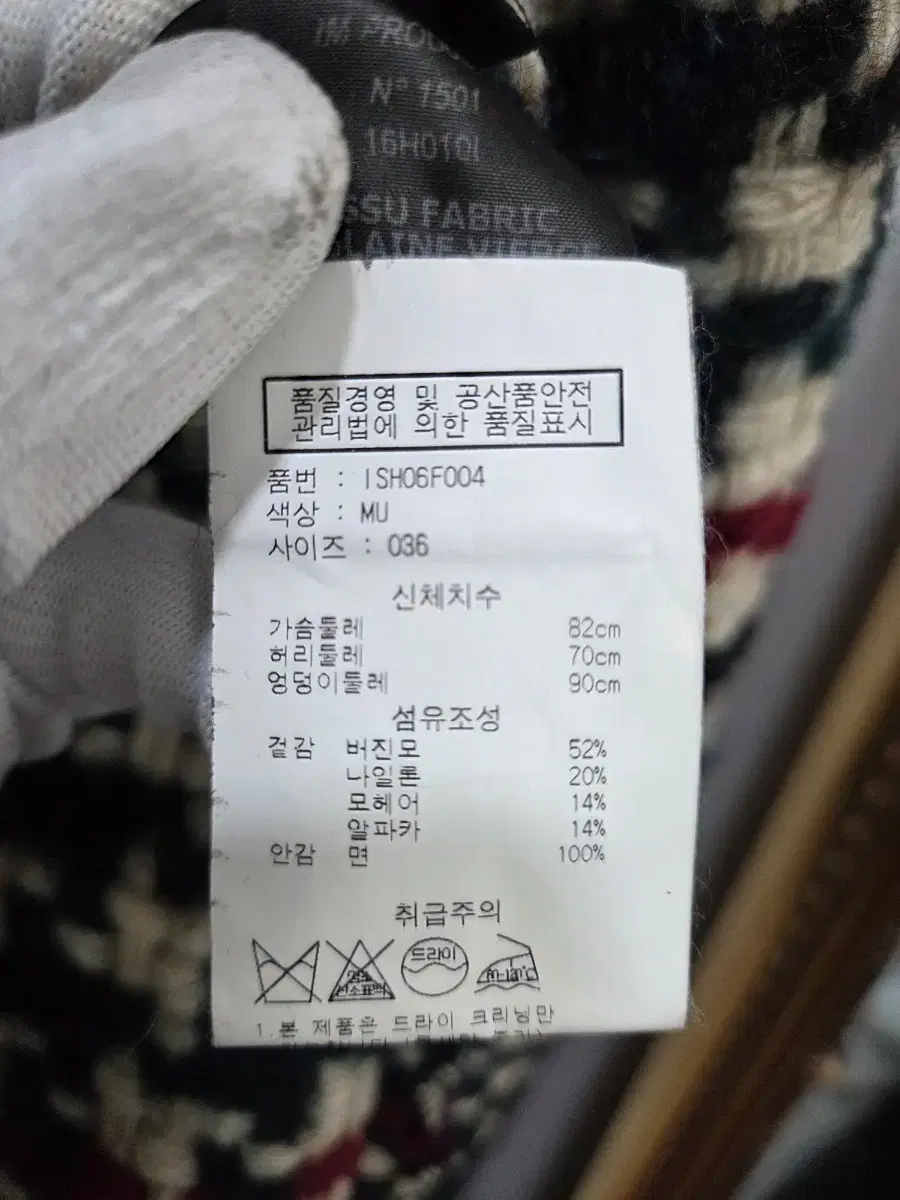 N° 1501
16H010I
SSU FABRIC
LAINE VIERGE
품질경영 및 공산품안전
관리법에 의한 품질표시
품번 : ISH06F004
색상 : MU
사이즈 : 036
신체치수
가슴둘레 82cm
허리둘레 70cm
엉덩이둘레 90cm
섬유조성
겉감 버진모 52%
나일론 20%
모헤어 14%
알파카 14%
안감 면 100%
취급주의
드라이
1.본 제품은 드라이 크리닝만